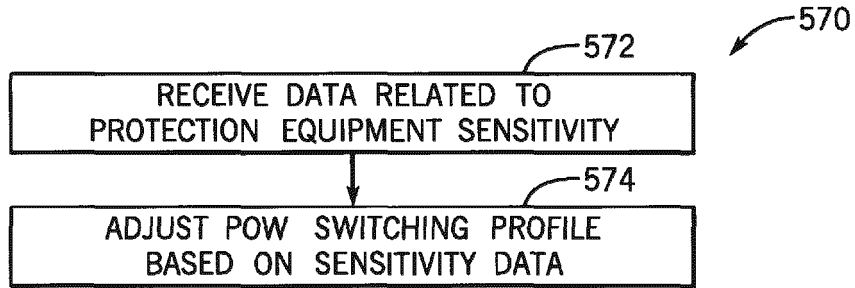 570
572
RECEIVE DATA RELATED TO
PROTECTION EQUIPMENT SENSITIVITY
574
ADJUST POW SWITCHING PROFILE
BASED ON SENSITIVITY DATA